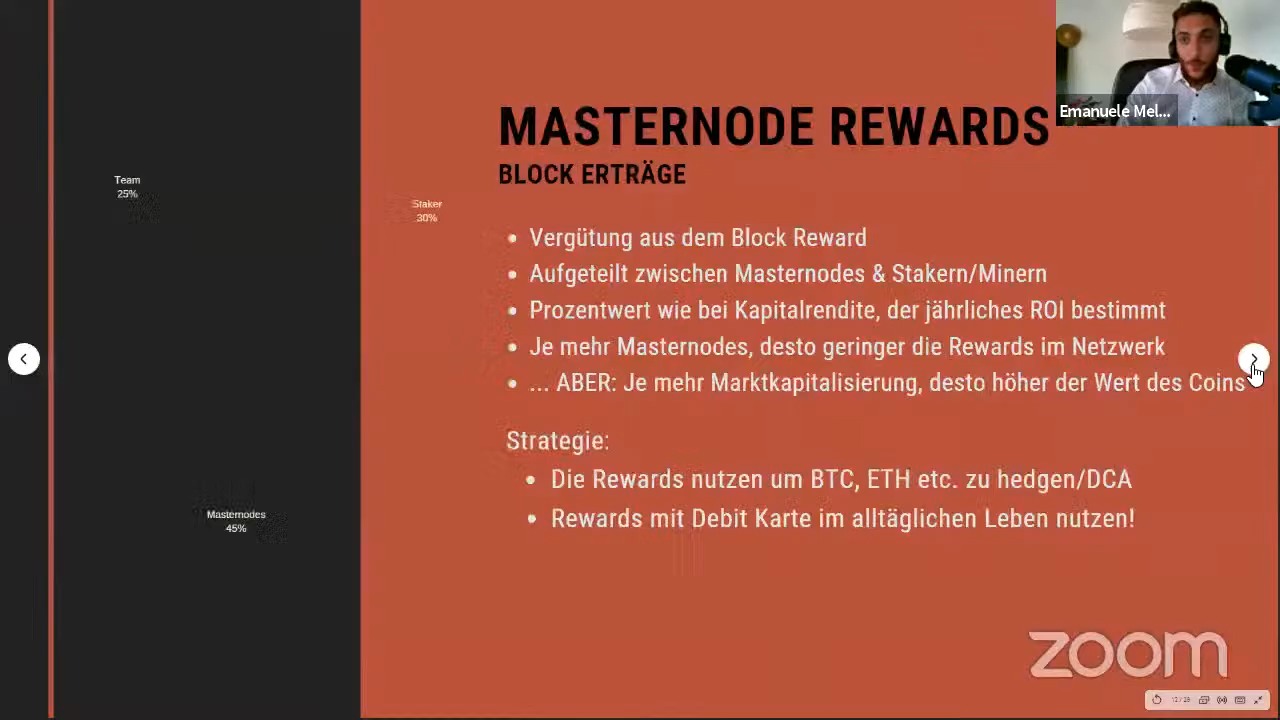 Emanuele Mel...
MASTERNODE REWARDS
BLOCK ERTRÄGE
Team
25%
Staker
30%
Masternodes
45%
• Vergütung aus dem Block Reward
• Aufgeteilt zwischen Masternodes & Stakern/Minern
• Prozentwert wie bei Kapitalrendite, der jährliches ROI bestimmt
• Je mehr Masternodes, desto geringer die Rewards im Netzwerk
• ... ABER: Je mehr Marktkapitalisierung, desto höher der Wert des Coins
Strategie:
• Die Rewards nutzen um BTC, ETH etc. zu hedgen/DCA
• Rewards mit Debit Karte im alltäglichen Leben nutzen!
zoom